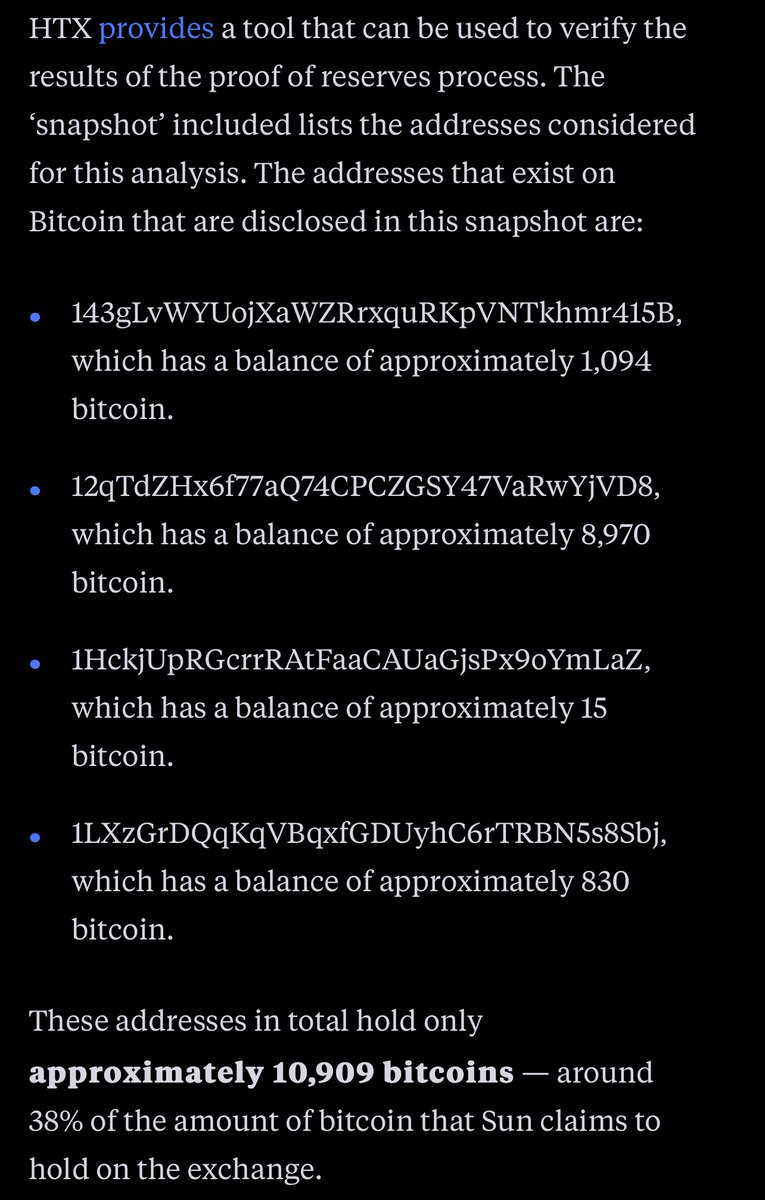 HTX provides a tool that can be used to verify the
results of the proof of reserves process. The
‘snapshot’ included lists the addresses considered
for this analysis. The addresses that exist on
Bitcoin that are disclosed in this snapshot are:
• 143gLvWYUojXaWZRrxquRKpVNTkhmr415B,
which has a balance of approximately 1,094
bitcoin.
• 12qTdZHx6f77aQ74CPCZGSY47VaRwYjVD8,
which has a balance of approximately 8,970
bitcoin.
• 1HckjUpRGcrrRAtFaaCAUaGjsPx9oYmLaZ,
which has a balance of approximately 15
bitcoin.
• 1LXzGrDQqKqVBqxfGDUyhC6rTRBN5s8Sbj,
which has a balance of approximately 830
bitcoin.
These addresses in total hold only
approximately 10,909 bitcoins — around
38% of the amount of bitcoin that Sun claims to
hold on the exchange.